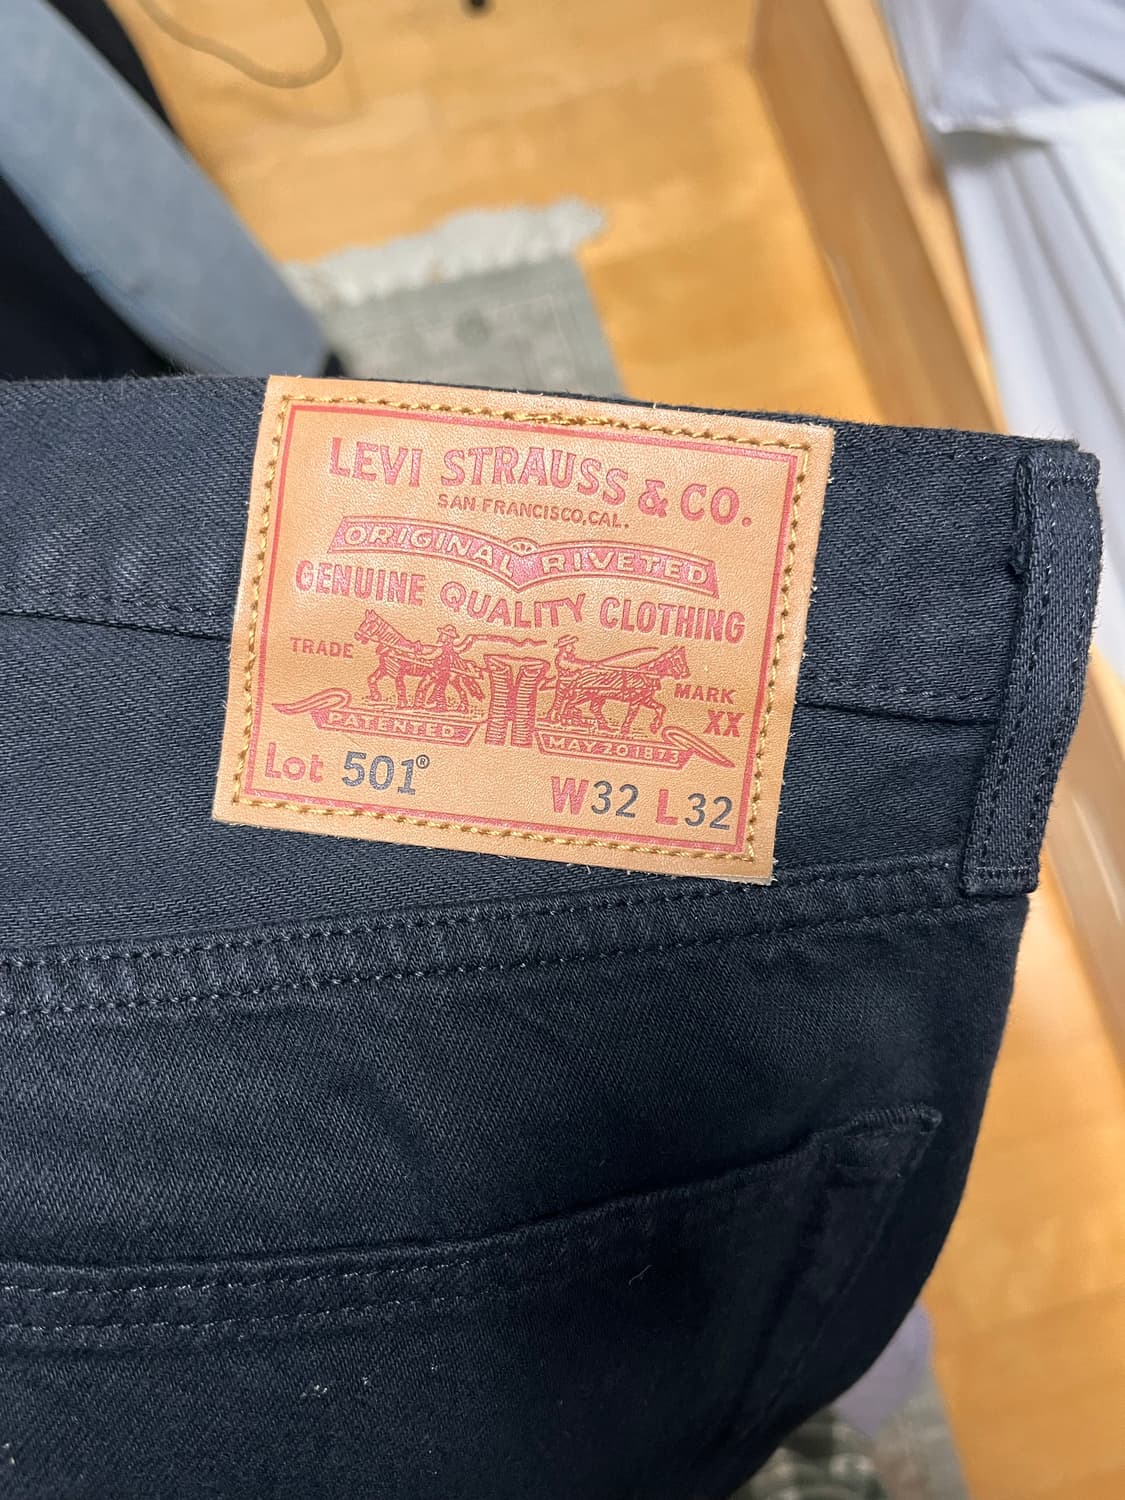 LEVI STRAUSS & CO.
SAN FRANCISCO, CAL.
ORIGINAL RIVETED
GENUINE QUALITY CLOTHING
TRADE MARK
XX
PATENTED MAY 20 1873
Lot 501® W32 L32